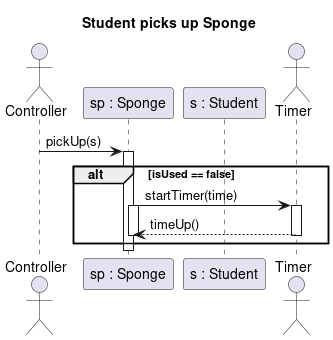 Student picks up Sponge
Controller
sp : Sponge
s : Student
Timer
pickUp(s)
alt
[isUsed == false]
startTimer(time)
timeUp()
Controller
sp : Sponge
s : Student
Timer